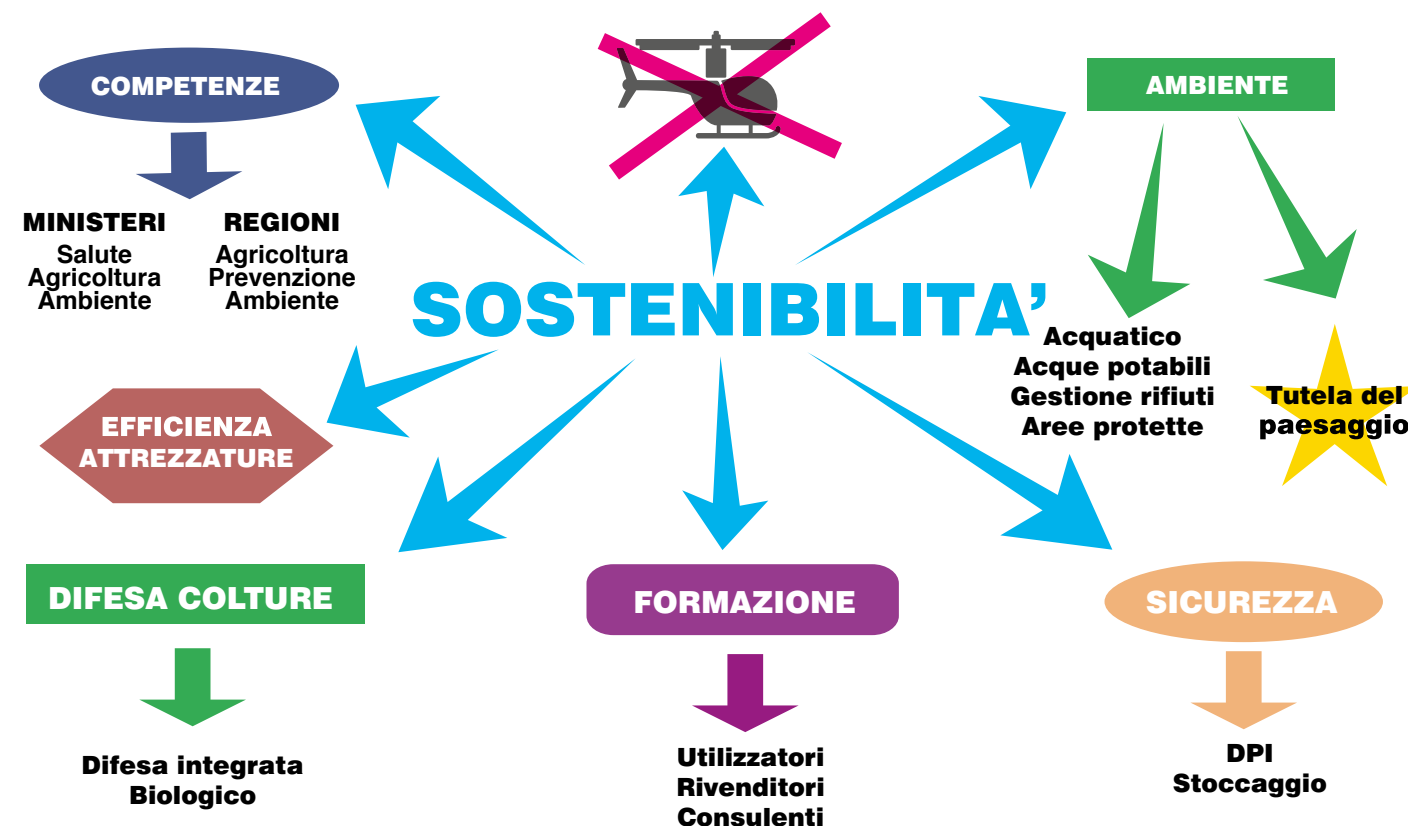 COMPETENZE
MINISTERI
Salute
Agricoltura
Ambiente
REGIONI
Agricoltura
Prevenzione
Ambiente
AMBIENTE
SOSTENIBILITA’
Acquatico
Acque potabili
Gestione rifiuti
Aree protette
Tutela del
paesaggio
EFFICIENZA
ATTREZZATURE
DIFESA COLTURE
Difesa integrata
Biologico
FORMAZIONE
Utilizzatori
Rivenditori
Consulenti
SICUREZZA
DPI
Stoccaggio